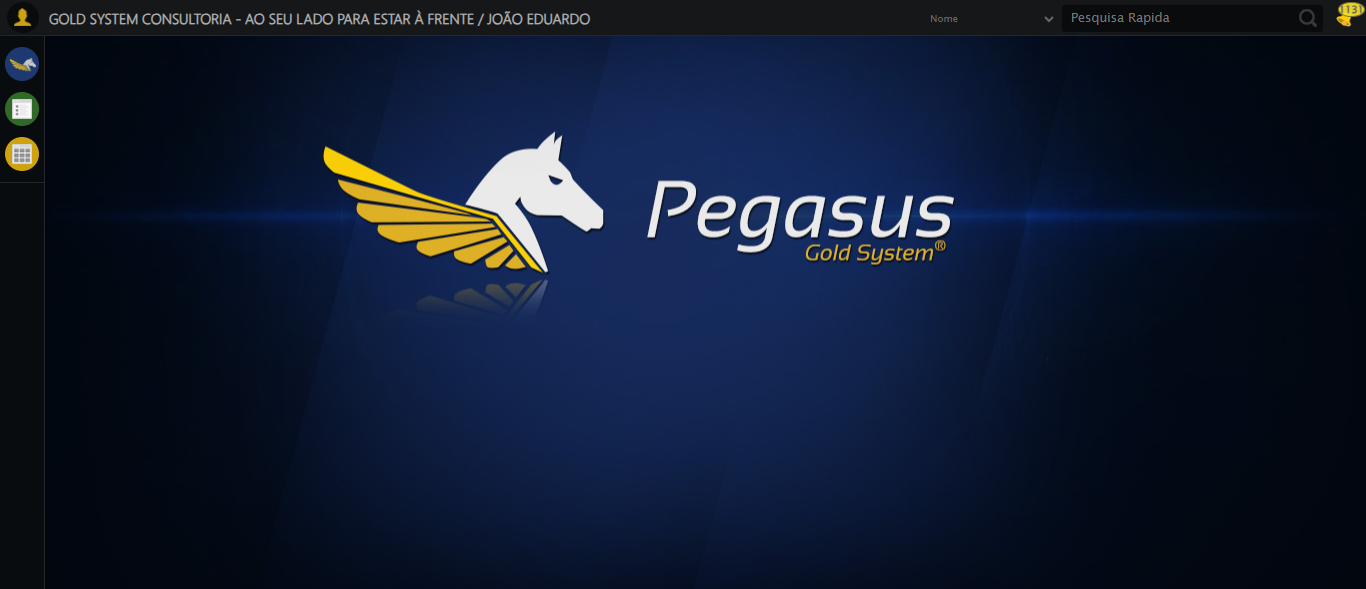 GOLD SYSTEM CONSULTORIA - AO SEU LADO PARA ESTAR À FRENTE / JOÃO EDUARDO
Nome
Pesquisa Rapida
113
Pegasus
Gold System®